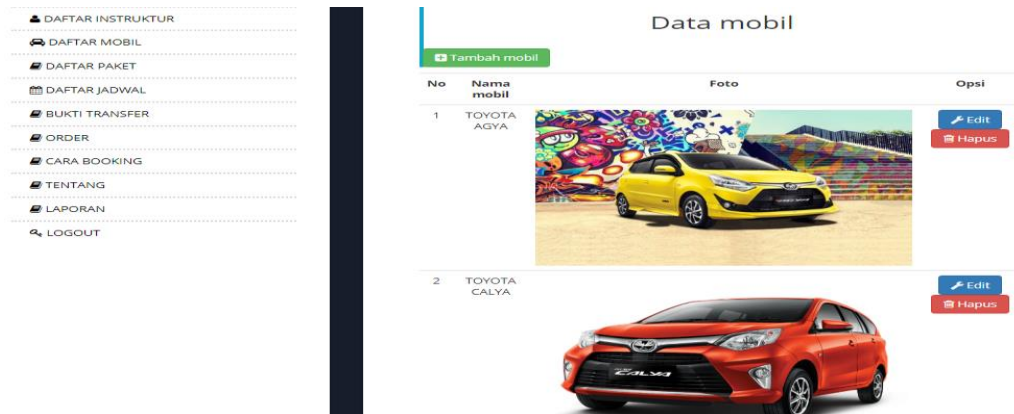 DAFTAR INSTRUKTUR
DAFTAR MOBIL
DAFTAR PAKET
DAFTAR JADWAL
BUKTI TRANSFER
ORDER
CARA BOOKING
TENTANG
LAPORAN
LOGOUT
Data mobil
Tambah mobil
No Nama mobil Foto Opsi
1 TOYOTA AGYA
Edit
Hapus
2 TOYOTA CALYA
Edit
Hapus
CALYA